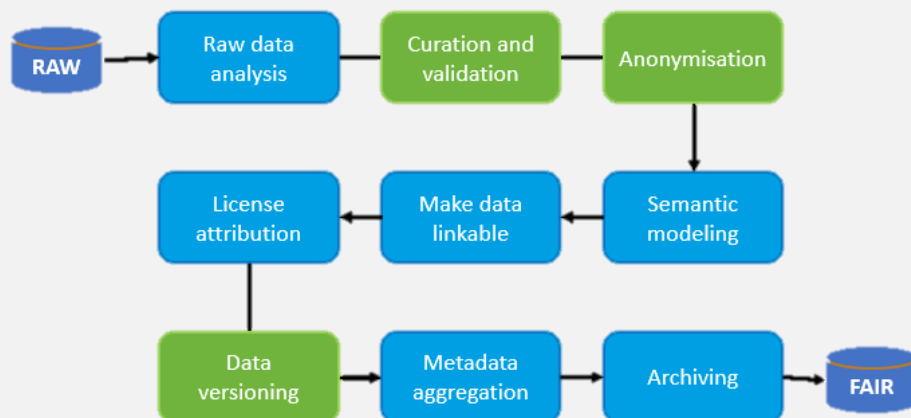 RAW
Raw data
analysis
Curation and
validation
Anonymisation
License
attribution
Make data
linkable
Semantic
modeling
Data
versioning
Metadada
aggregation
Archiving
FAIR